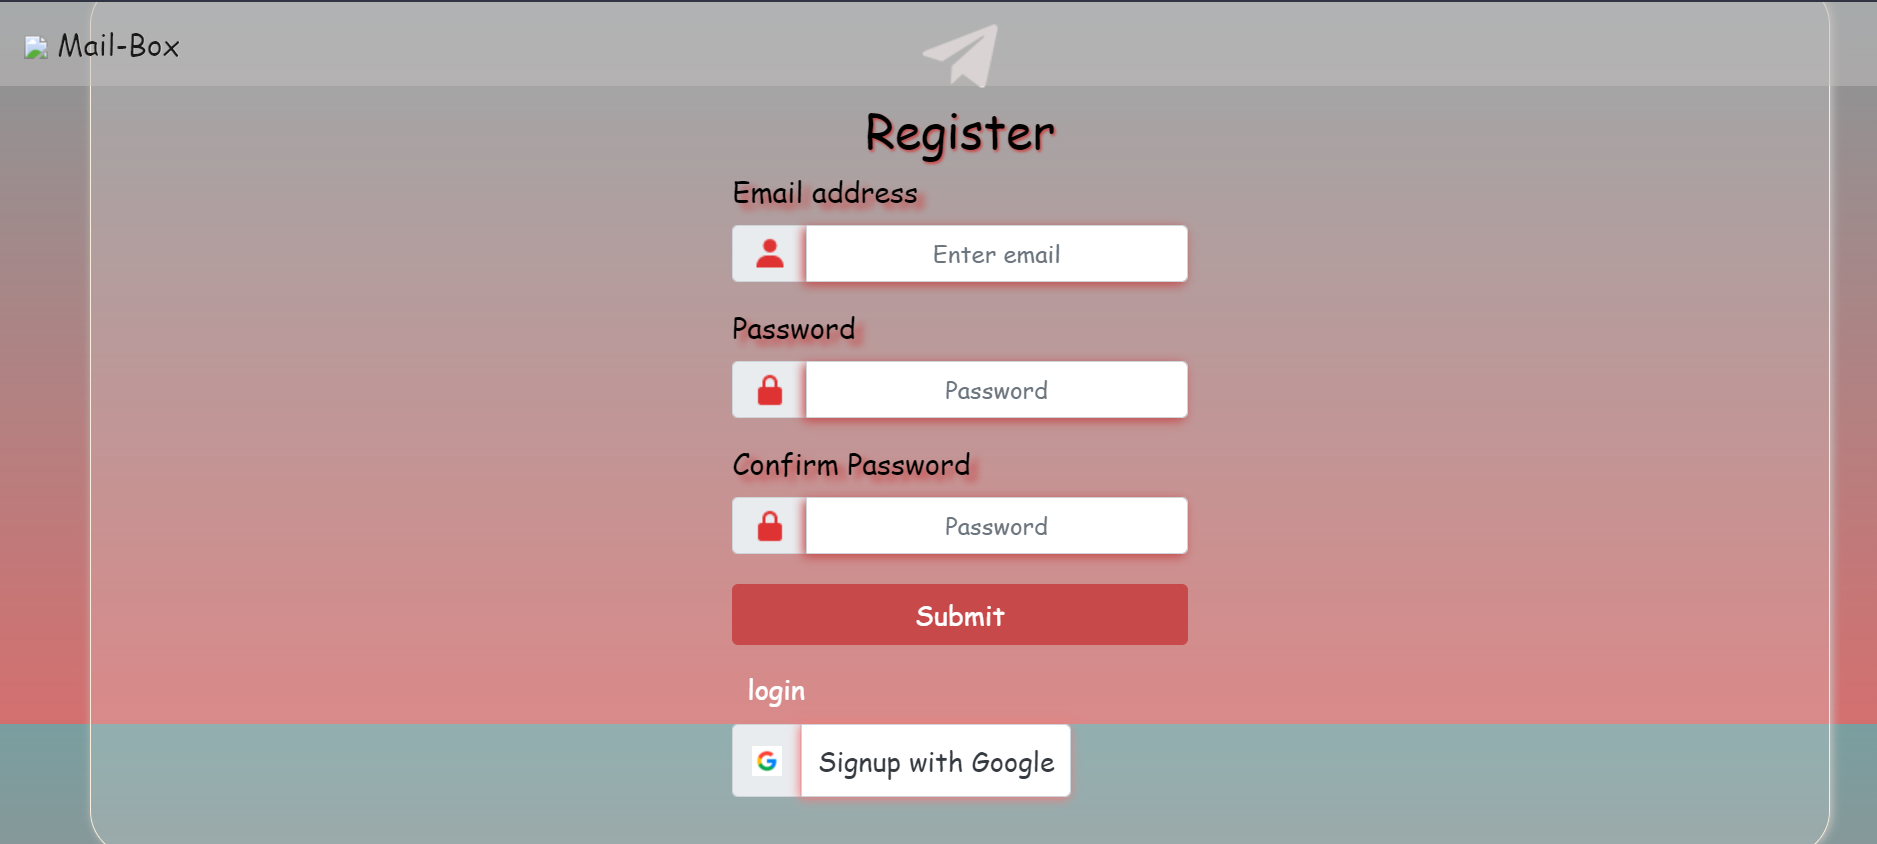 Mail-Box
Register
Email address
Enter email
Password
Password
Confirm Password
Password
Submit
login
G
Signup with Google